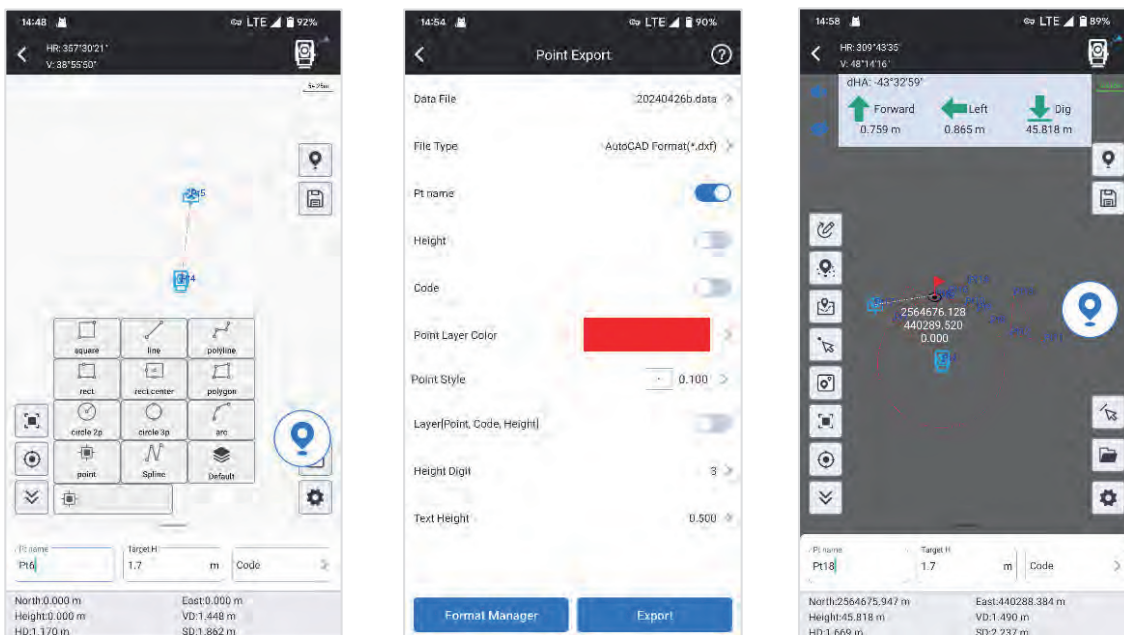 14:48
LTE 92%
HR: 357°30'21"
V: 38°55'50"
square
line
polyline
rect
rect center
polygon
circle 2p
circle 3p
arc
point
Spline
Default
Pt name
Pt6
Target H
1.7 m
Code
North:0.000 m
East:0.000 m
Height:0.000 m
VD:1.448 m
HD:1.170 m
SD:1.862 m
14:54
LTE 90%
Point Export
Data File
20240426b.data
File Type
AutoCAD Format(*.dxf)
Pt name
Height
Code
Point Layer Color
Point Style
0.100
Layer[Point, Code, Height]
Height Digit
3
Text Height
0.500
Format Manager
Export
14:58
LTE 89%
HR: 309°43'35"
V: 48°14'16"
dHA: -43°32'59"
Forward
0.759 m
Left
0.865 m
Dig
45.818 m
2564676.128
440289.520
0.000
Pt name
Pt18
Target H
1.7 m
Code
North:2564675.947 m
East:440288.384 m
Height:45.818 m
VD:1.490 m
HD:1.669 m
SD:2.237 m